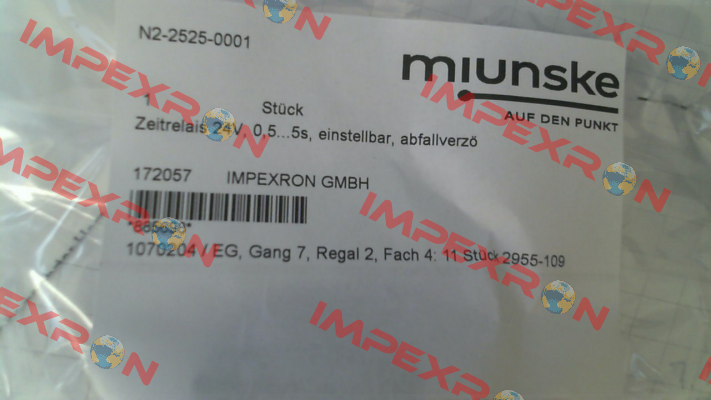 N2-2525-0001
miunske
AUF DEN PUNKT
1 Stück
Zeitrelais 24V, 0,5...5s, einstellbar, abfallverzö
172057 IMPEXRON GMBH
1070204 / EG, Gang 7, Regal 2, Fach 4: 11 Stück 2955-109
IMPEXRON
IMPEXRON
IMPEXRON
IMPEXRON
IMPEXRON
IMPEXRON